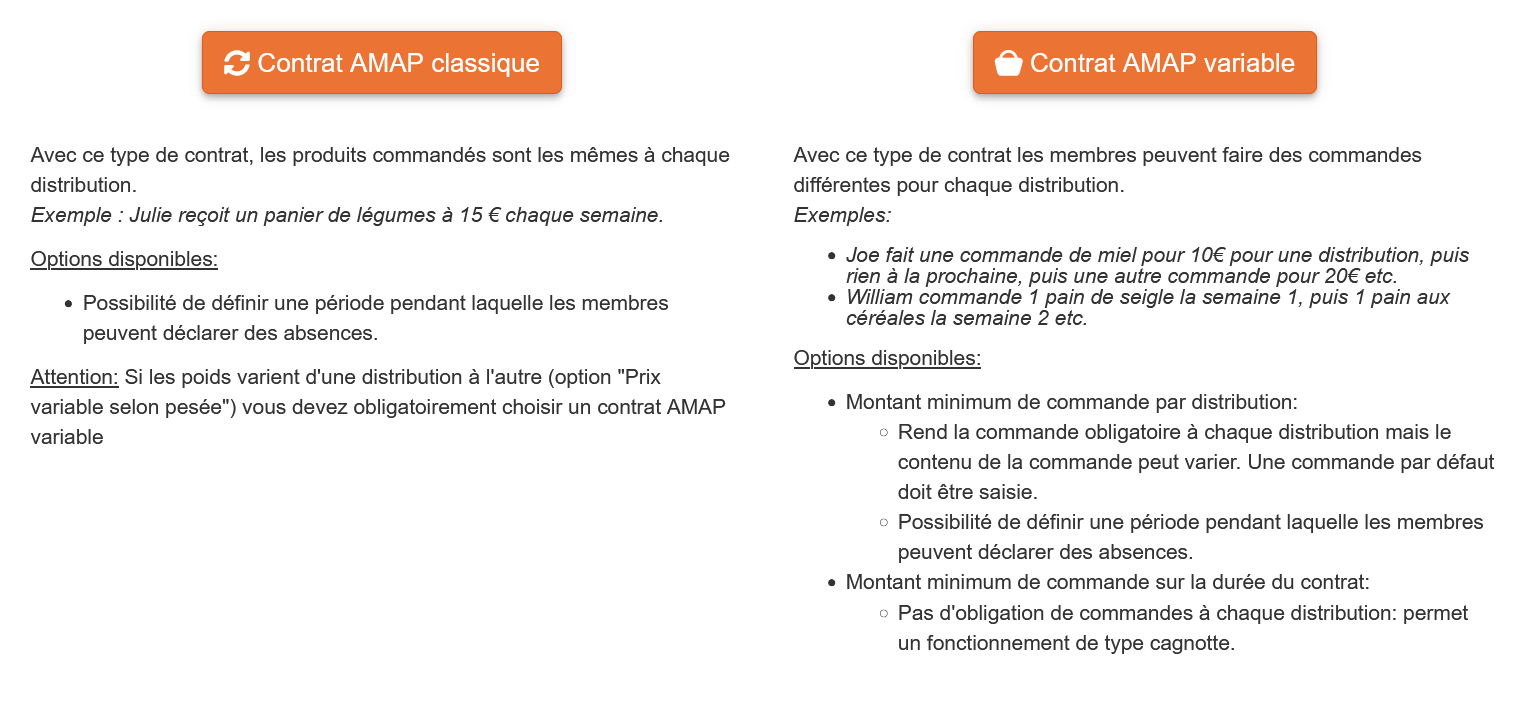 Contrat AMAP classique
Avec ce type de contrat, les produits commandés sont les mêmes à chaque
distribution.
Exemple : Julie reçoit un panier de légumes à 15 € chaque semaine.
Options disponibles:
Possibilité de définir une période pendant laquelle les membres
peuvent déclarer des absences.
Attention: Si les poids varient d'une distribution à l'autre (option "Prix
variable selon pesée") vous devez obligatoirement choisir un contrat AMAP
variable
Contrat AMAP variable
Avec ce type de contrat les membres peuvent faire des commandes
différentes pour chaque distribution.
Exemples:
Joe fait une commande de miel pour 10€ pour une distribution, puis
rien à la prochaine, puis une autre commande pour 20€ etc.
William commande 1 pain de seigle la semaine 1, puis 1 pain aux
céréales la semaine 2 etc.
Options disponibles:
Montant minimum de commande par distribution:
Rend la commande obligatoire à chaque distribution mais le
contenu de la commande peut varier. Une commande par défaut
doit être saisie.
Possibilité de définir une période pendant laquelle les membres
peuvent déclarer des absences.
Montant minimum de commande sur la durée du contrat:
Pas d'obligation de commandes à chaque distribution: permet
un fonctionnement de type cagnotte.